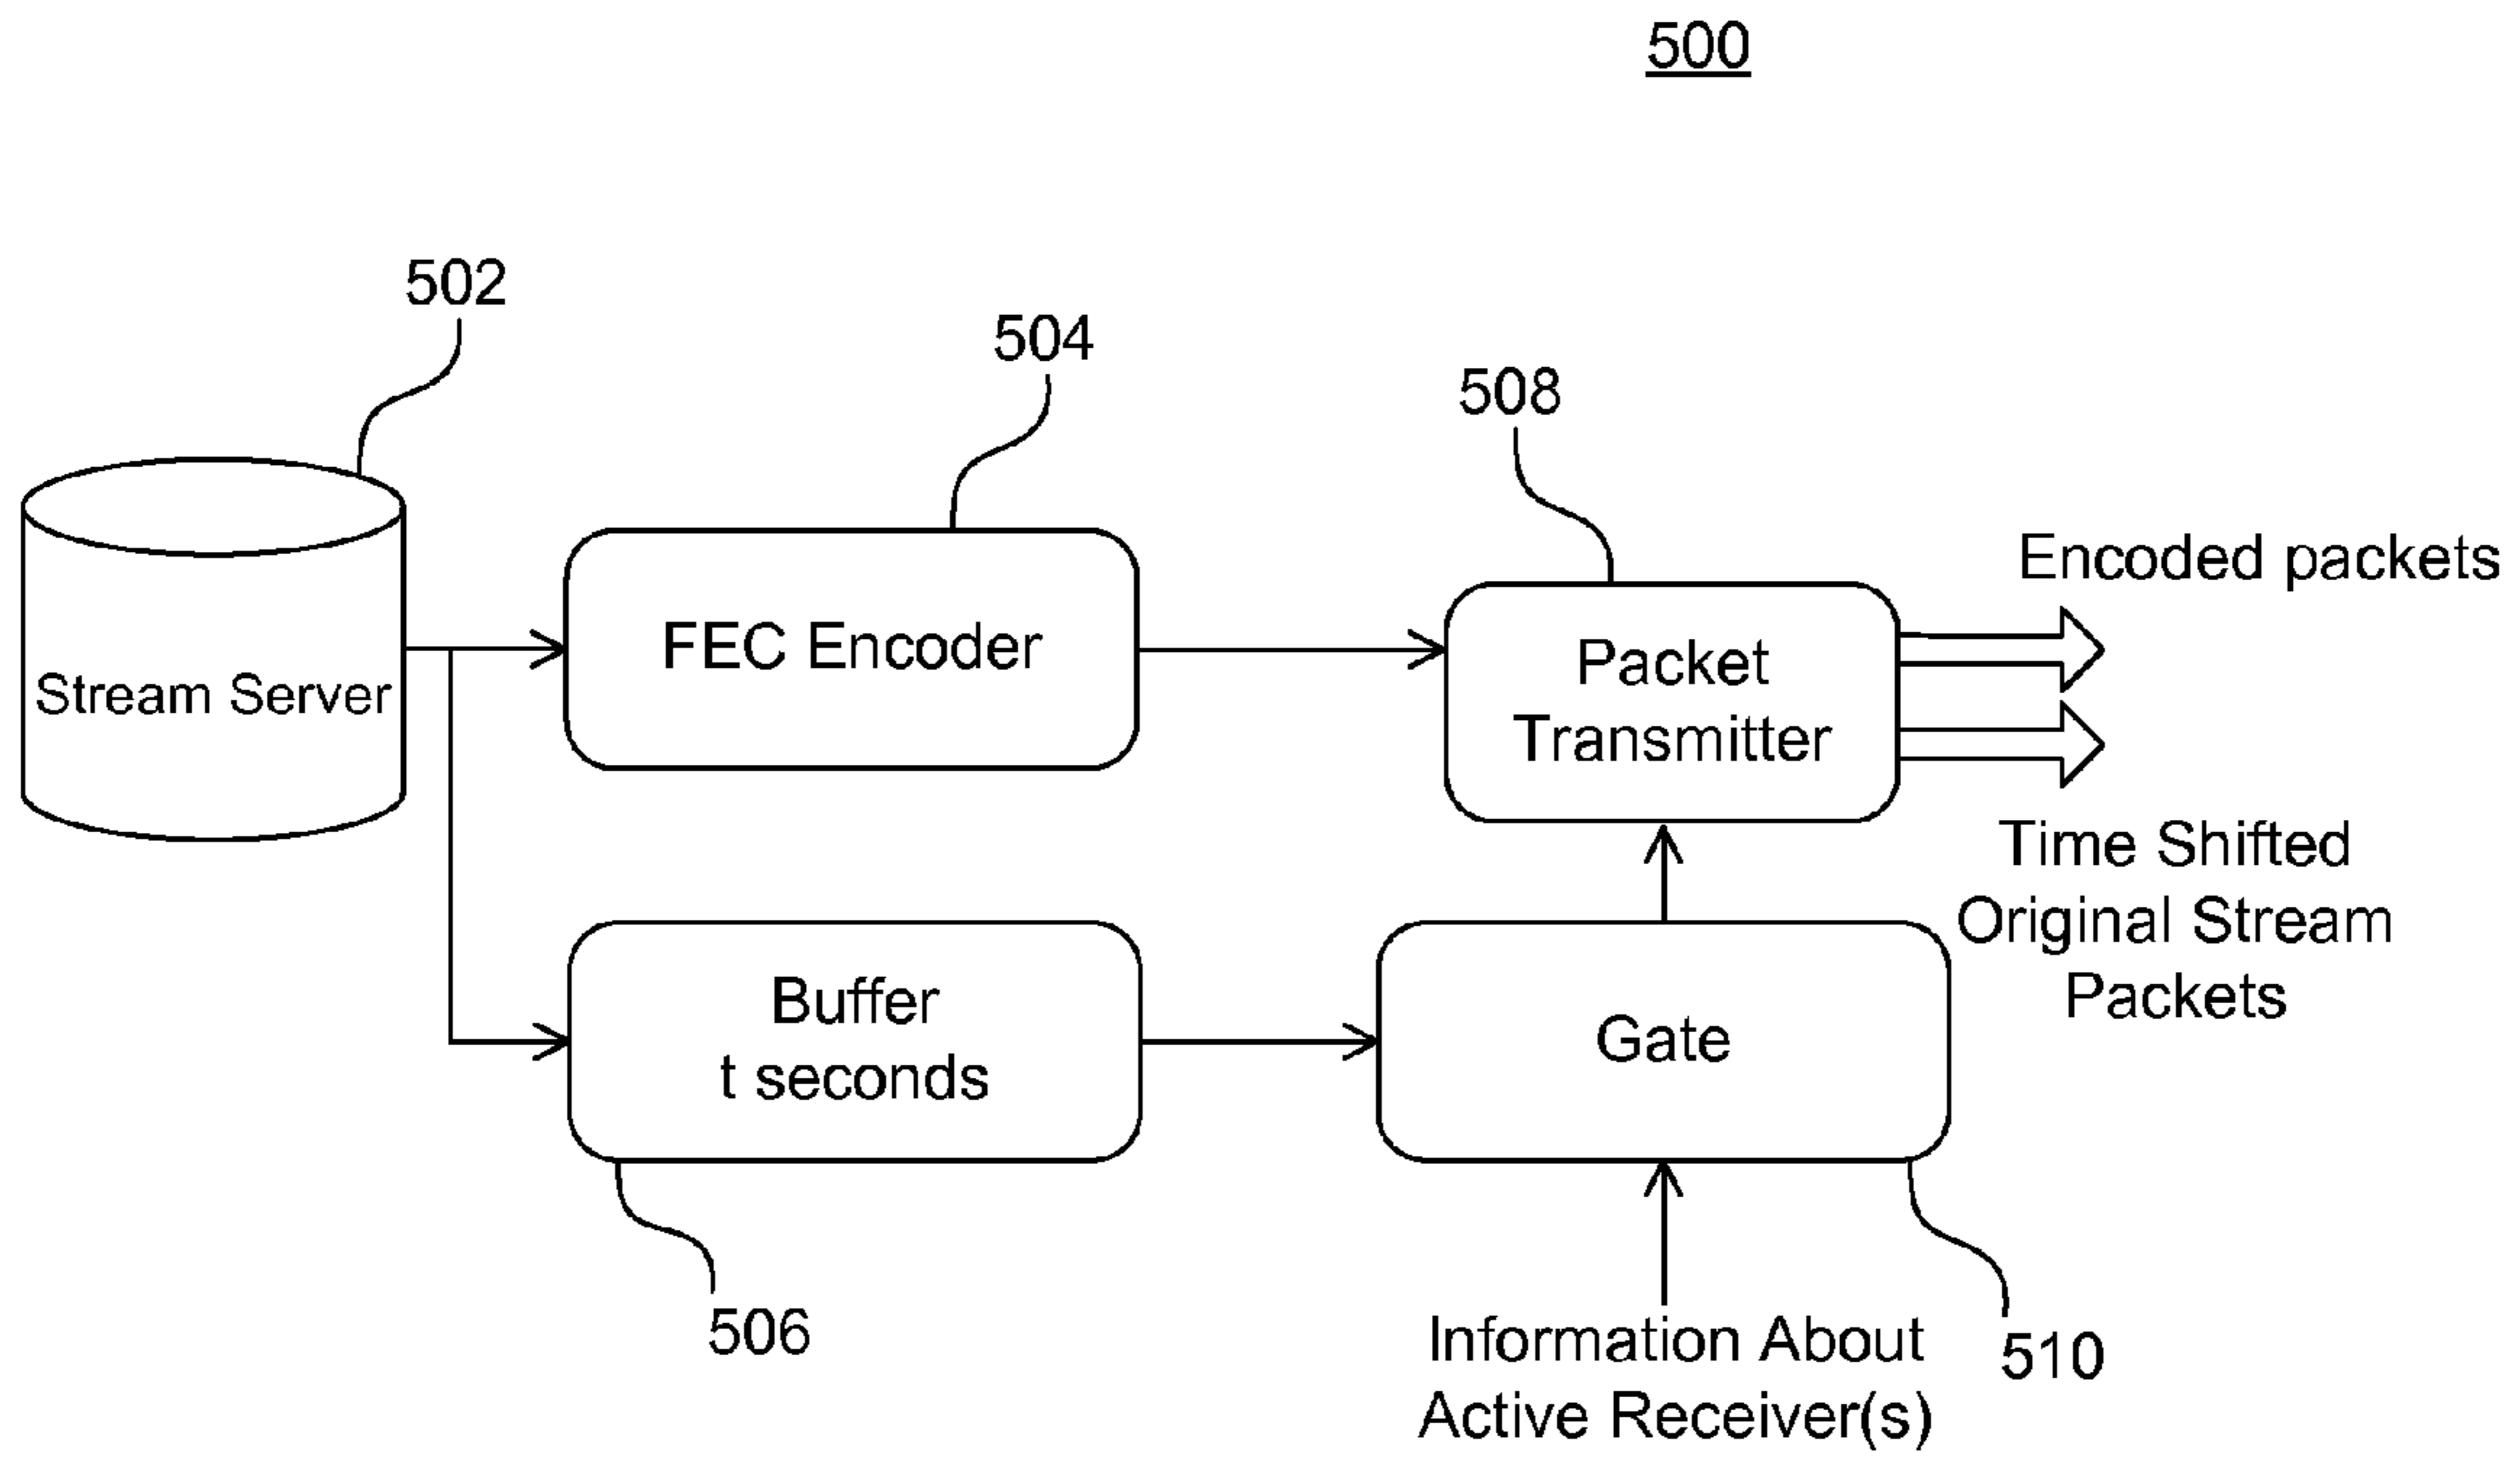 500
502
504
508
Encoded packets
FEC Encoder
Packet
Transmitter
Stream Server
Time Shifted
Original Stream
Packets
Buffer
t seconds
Gate
506
Information About
Active Receiver(s)
510